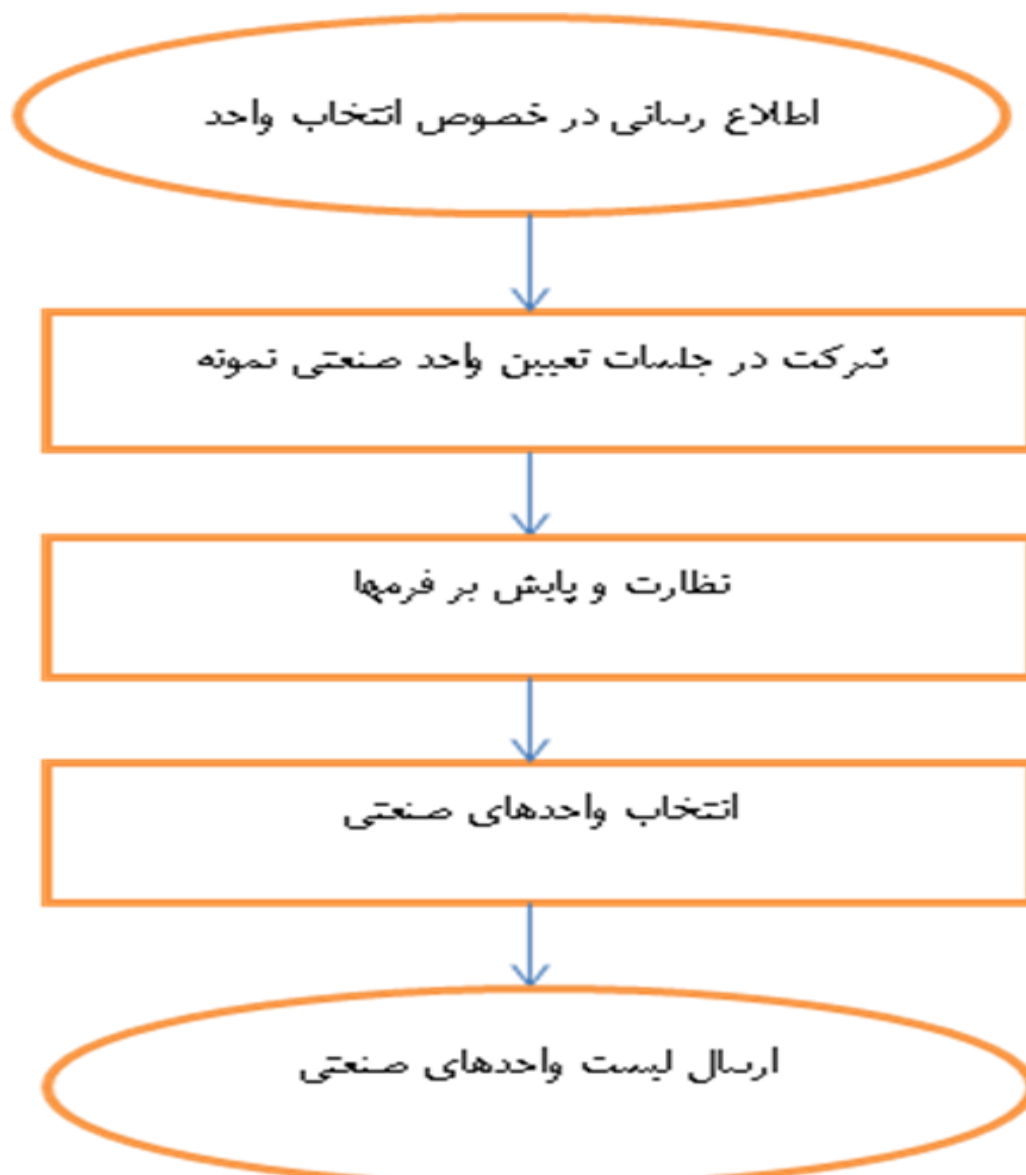 اطلاع رسانی در خصوص انتخاب واحد
شرکت در جلسات تعیین واحد صنعتی نمونه
نظارت و پایش بر فرمها
انتخاب واحدهای صنعتی
ارسال لیست واحدهای صنعتی